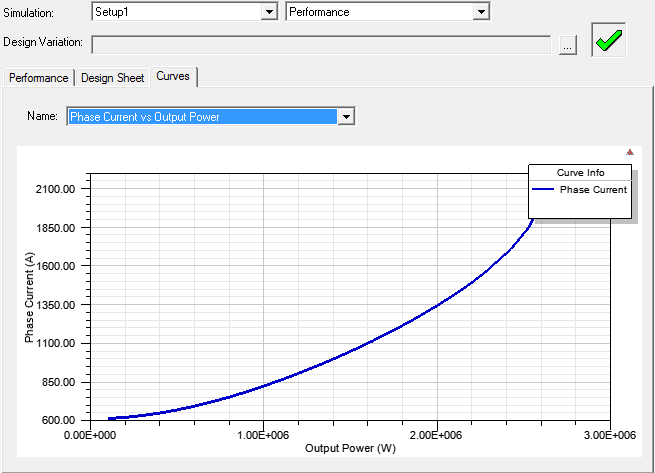 Simulation: Setup1 Performance
Design Variation: ...
Performance Design Sheet Curves
Name: Phase Current vs Output Power
Curve Info
Phase Current
2100.00
1850.00
1600.00
1350.00
1100.00
850.00
600.00
Phase Current (A)
0.00E+000 1.00E+006 2.00E+006 3.00E+006
Output Power (W)